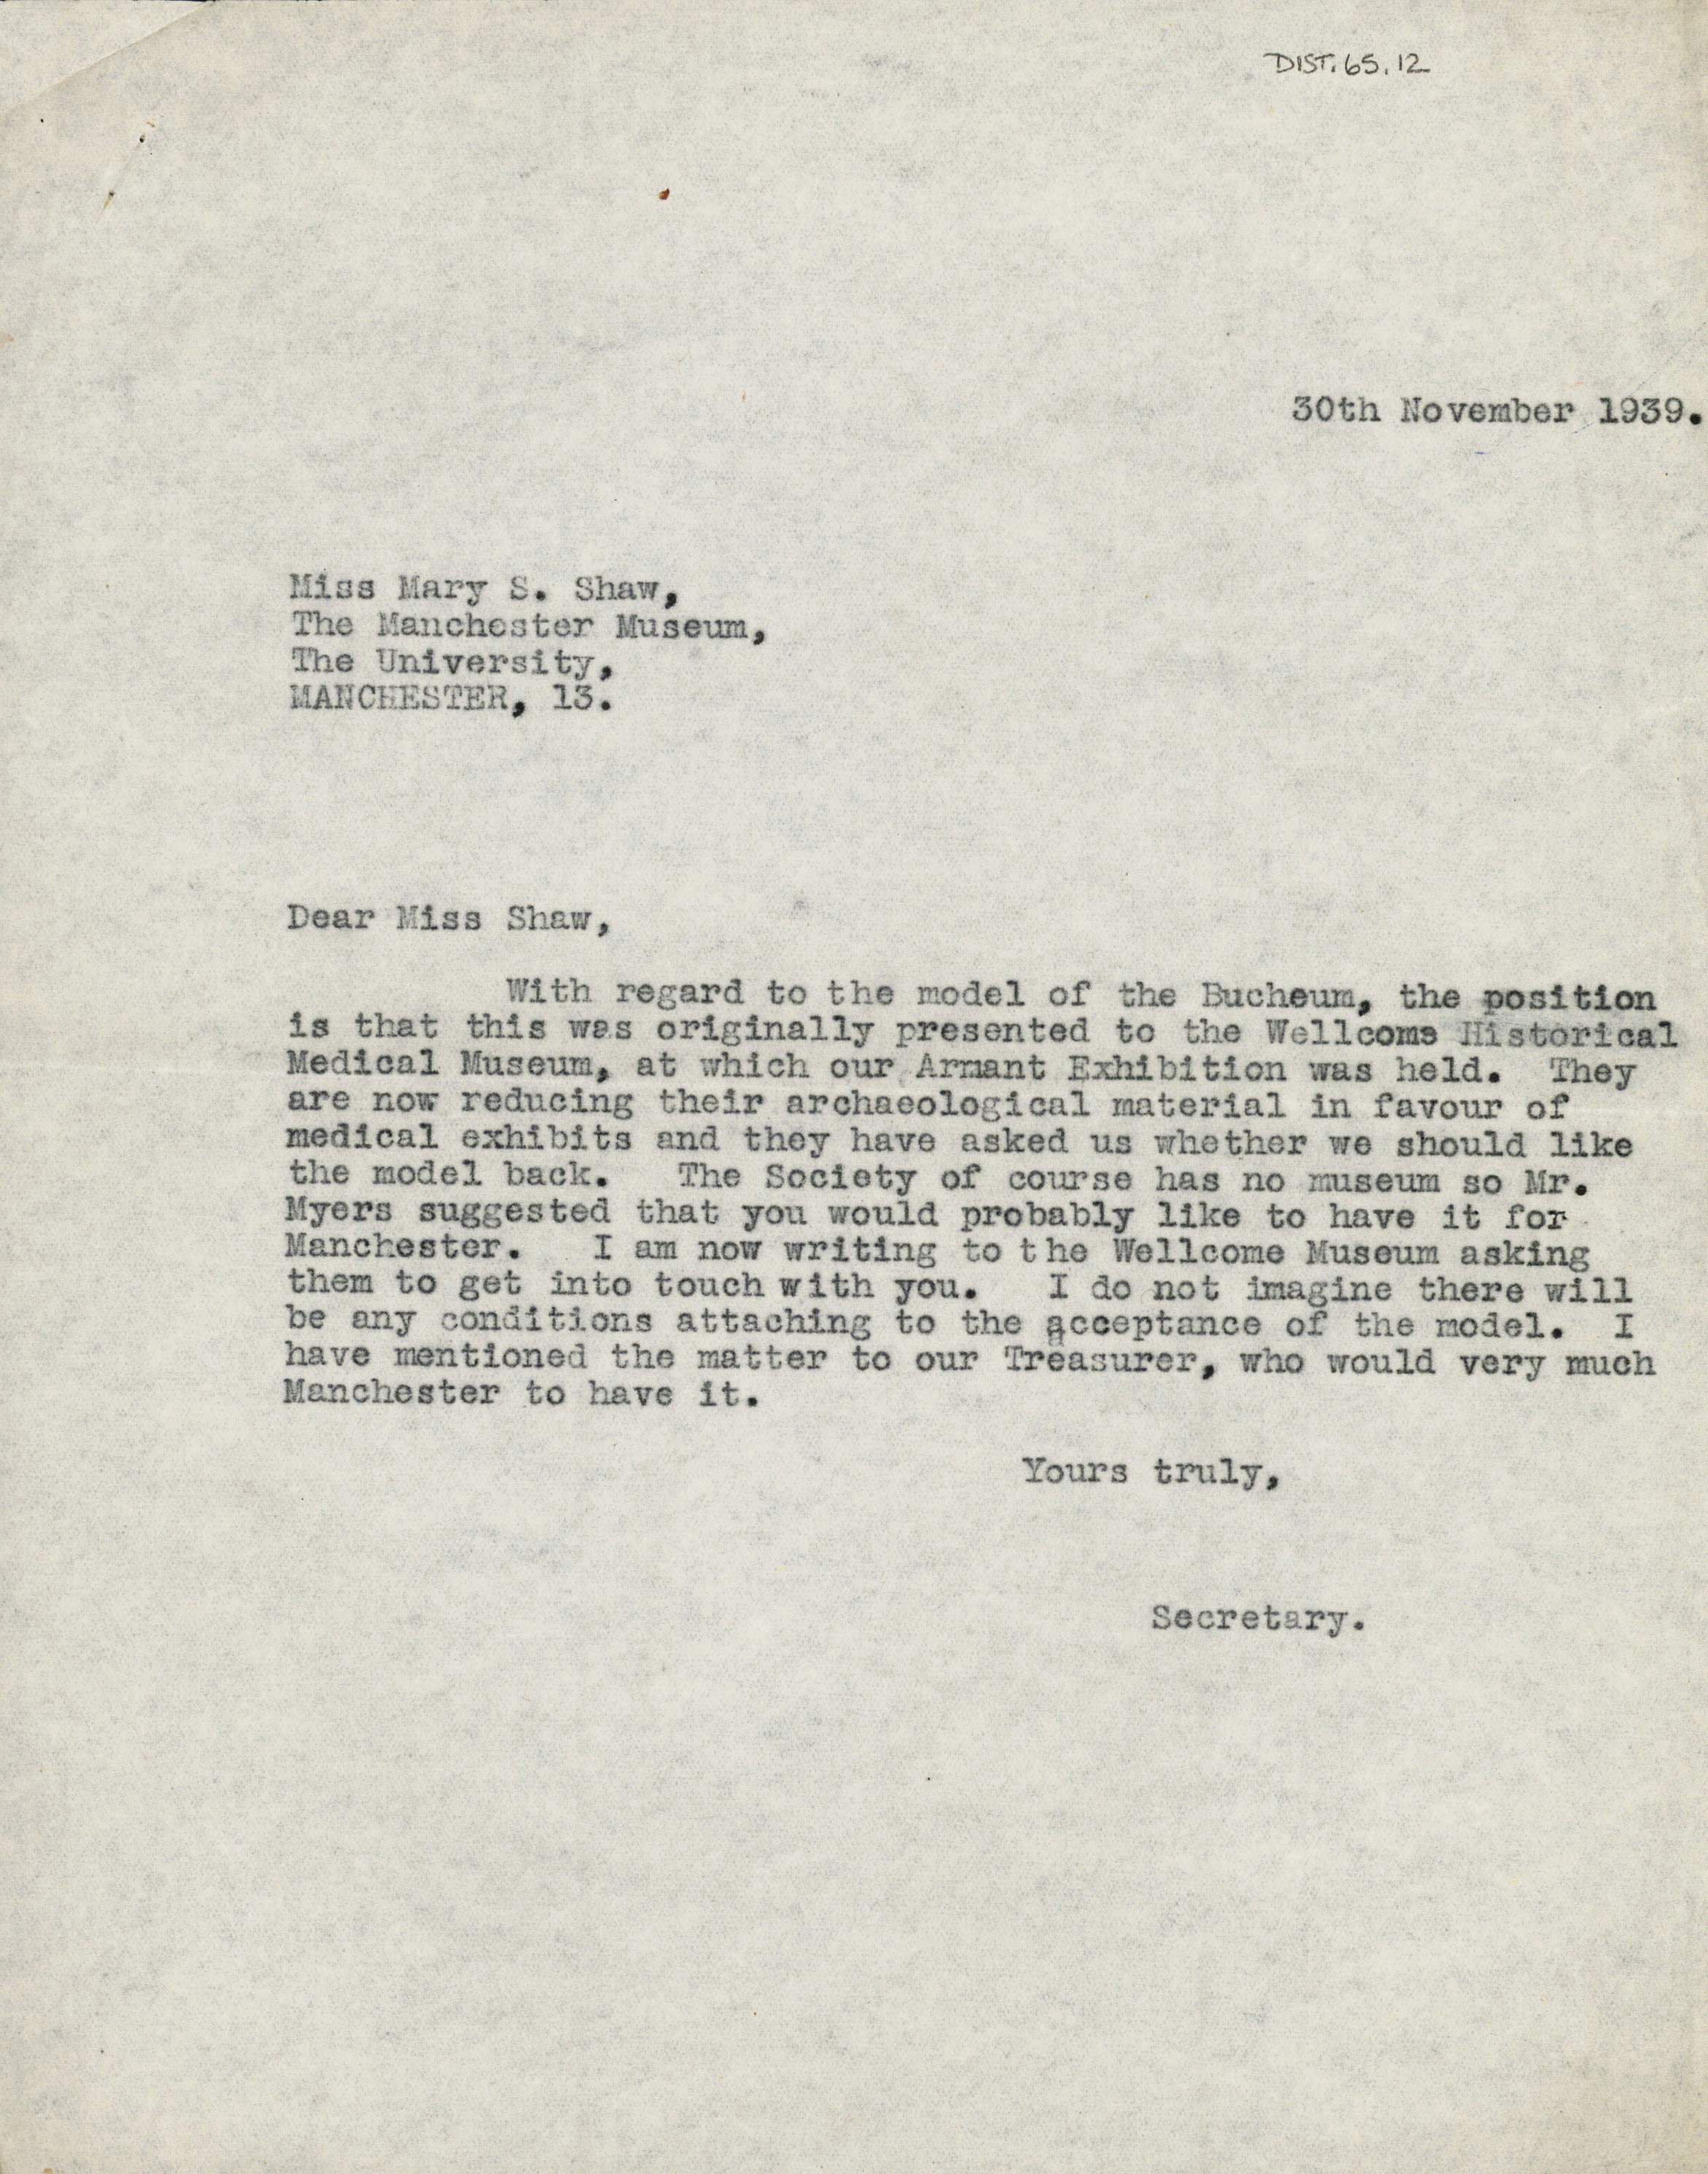 DIST.65.12
30th November 1939.
Miss Mary S. Shaw,
The Manchester Museum,
The University,
MANCHESTER, 13.
Dear Miss Shaw,
With regard to the model of the Bucheum, the position
is that this was originally presented to the Wellcome Historical
Medical Museum, at which our Armant Exhibition was held. They
are now reducing their archaeological material in favour of
medical exhibits and they have asked us whether we should like
the model back. The Society of course has no museum so Mr.
Myers suggested that you would probably like to have it for
Manchester. I am now writing to the Wellcome Museum asking
them to get into touch with you. I do not imagine there will
be any conditions attaching to the acceptance of the model. I
have mentioned the matter to our Treasurer, who would very much
Manchester to have it.
Yours truly,
Secretary.